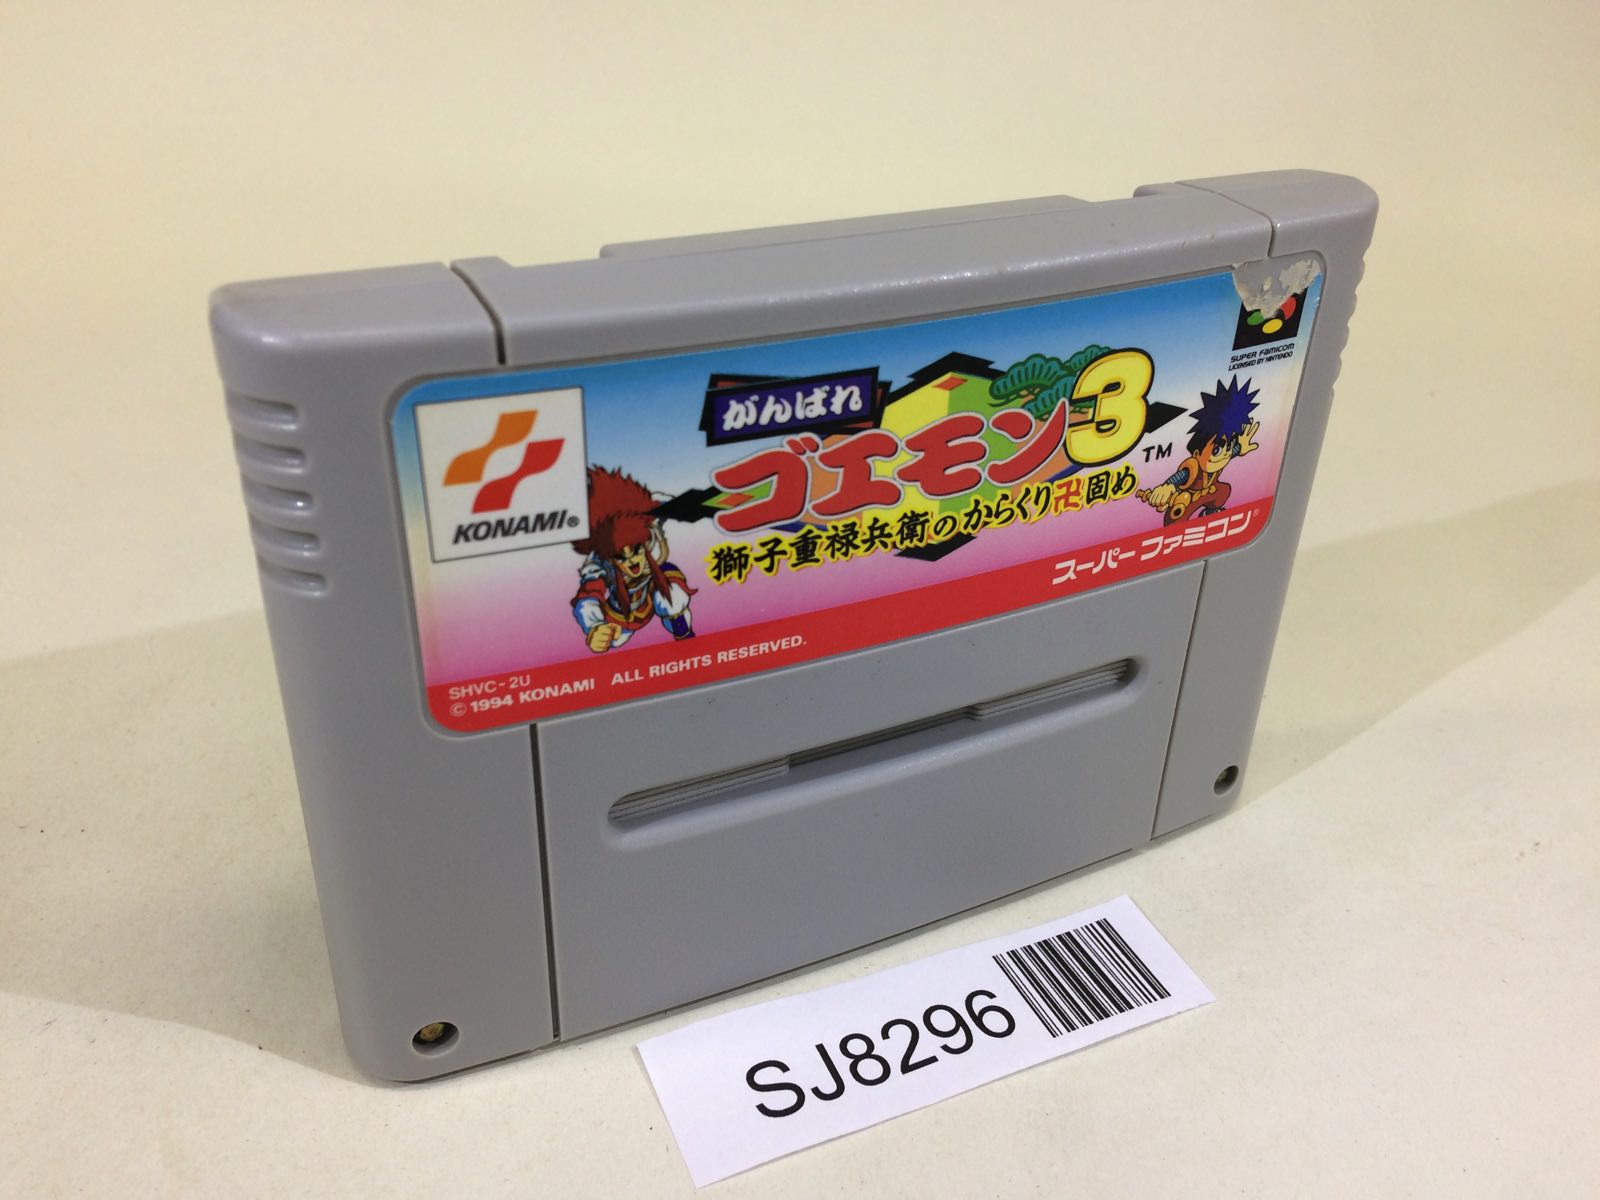 KONAMI®
がんばれ
ゴエモン3 TM
獅子重禄兵衛のからくり卍固め
SUPER FAMICOM
LICENSED BY NINTENDO
スーパーファミコン®
SHVC-2U
© 1994 KONAMI ALL RIGHTS RESERVED.
SJ8296